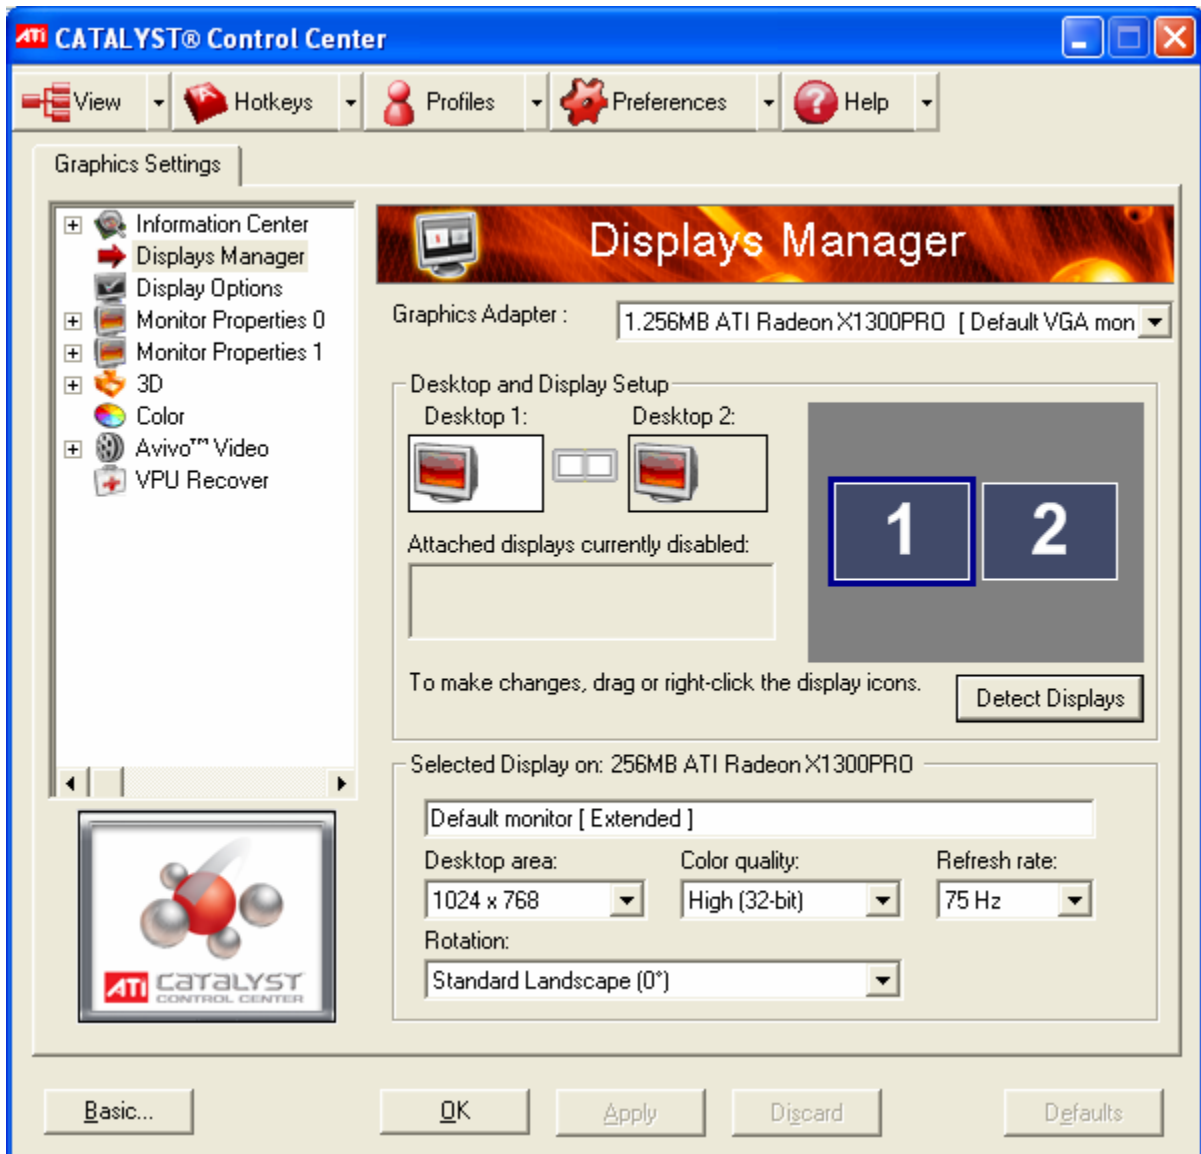 ATI CATALYST® Control Center
View Hotkeys Profiles Preferences Help
Graphics Settings
Information Center
Displays Manager
Display Options
Monitor Properties 0
Monitor Properties 1
3D
Color
Avivo™ Video
VPU Recover
ATI CATALYST
CONTROL CENTER
Displays Manager
Graphics Adapter : 1.256MB ATI Radeon X1300PRO [ Default VGA mon
Desktop and Display Setup
Desktop 1: Desktop 2:
1 2
Attached displays currently disabled:
To make changes, drag or right-click the display icons.
Detect Displays
Selected Display on: 256MB ATI Radeon X1300PRO
Default monitor [ Extended ]
Desktop area: Color quality: Refresh rate:
1024 x 768 High (32-bit) 75 Hz
Rotation:
Standard Landscape (0°)
Basic... OK Apply Discard Defaults